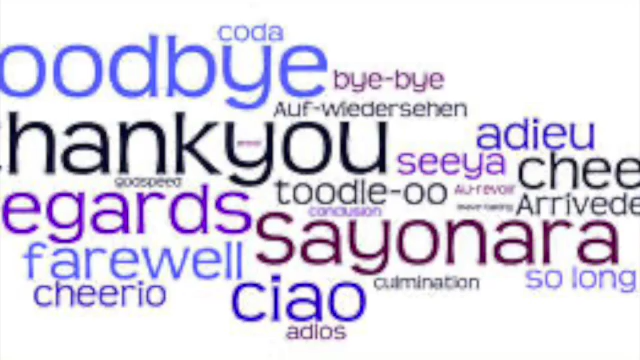 coda
oodbye
bye-bye
Auf-wiedersehen
hankyou
adieu
seeya
chee
godspeed
toodle-oo
Au-revoir
egards
conclusion
Arrivede
Sayonara
farewell
so long
culmination
cheerio
ciao
adios